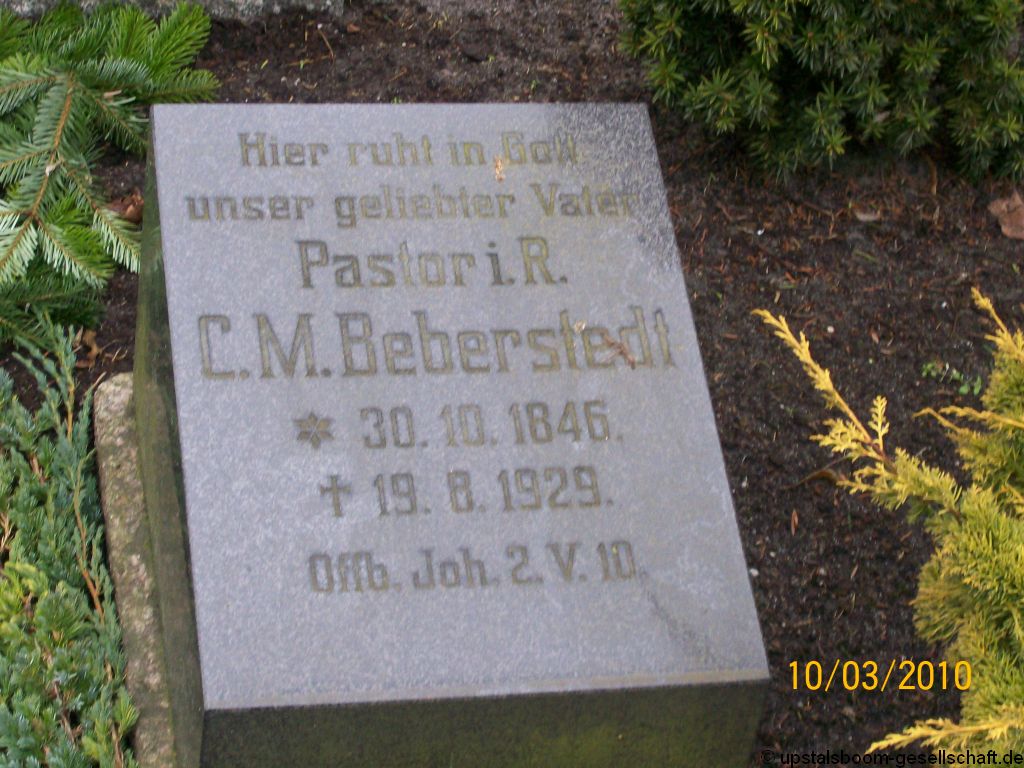 Hier ruht in Gott
unser geliebter Vater
Pastor i. R.
C. M. Beberstedt
* 30. 10. 1846.
† 19. 8. 1929.
Offb. Joh. 2. V. 10.
10/03/2010
© upstalsboom-gesellschaft.de